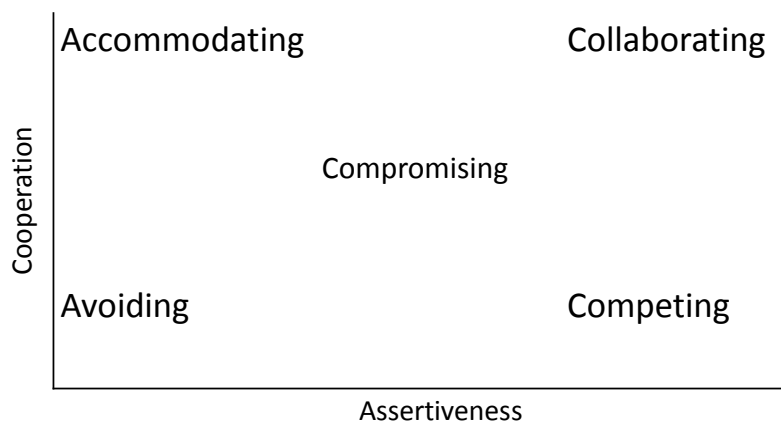 Accommodating
Collaborating
Cooperation
Compromising
Avoiding
Competing
Assertiveness